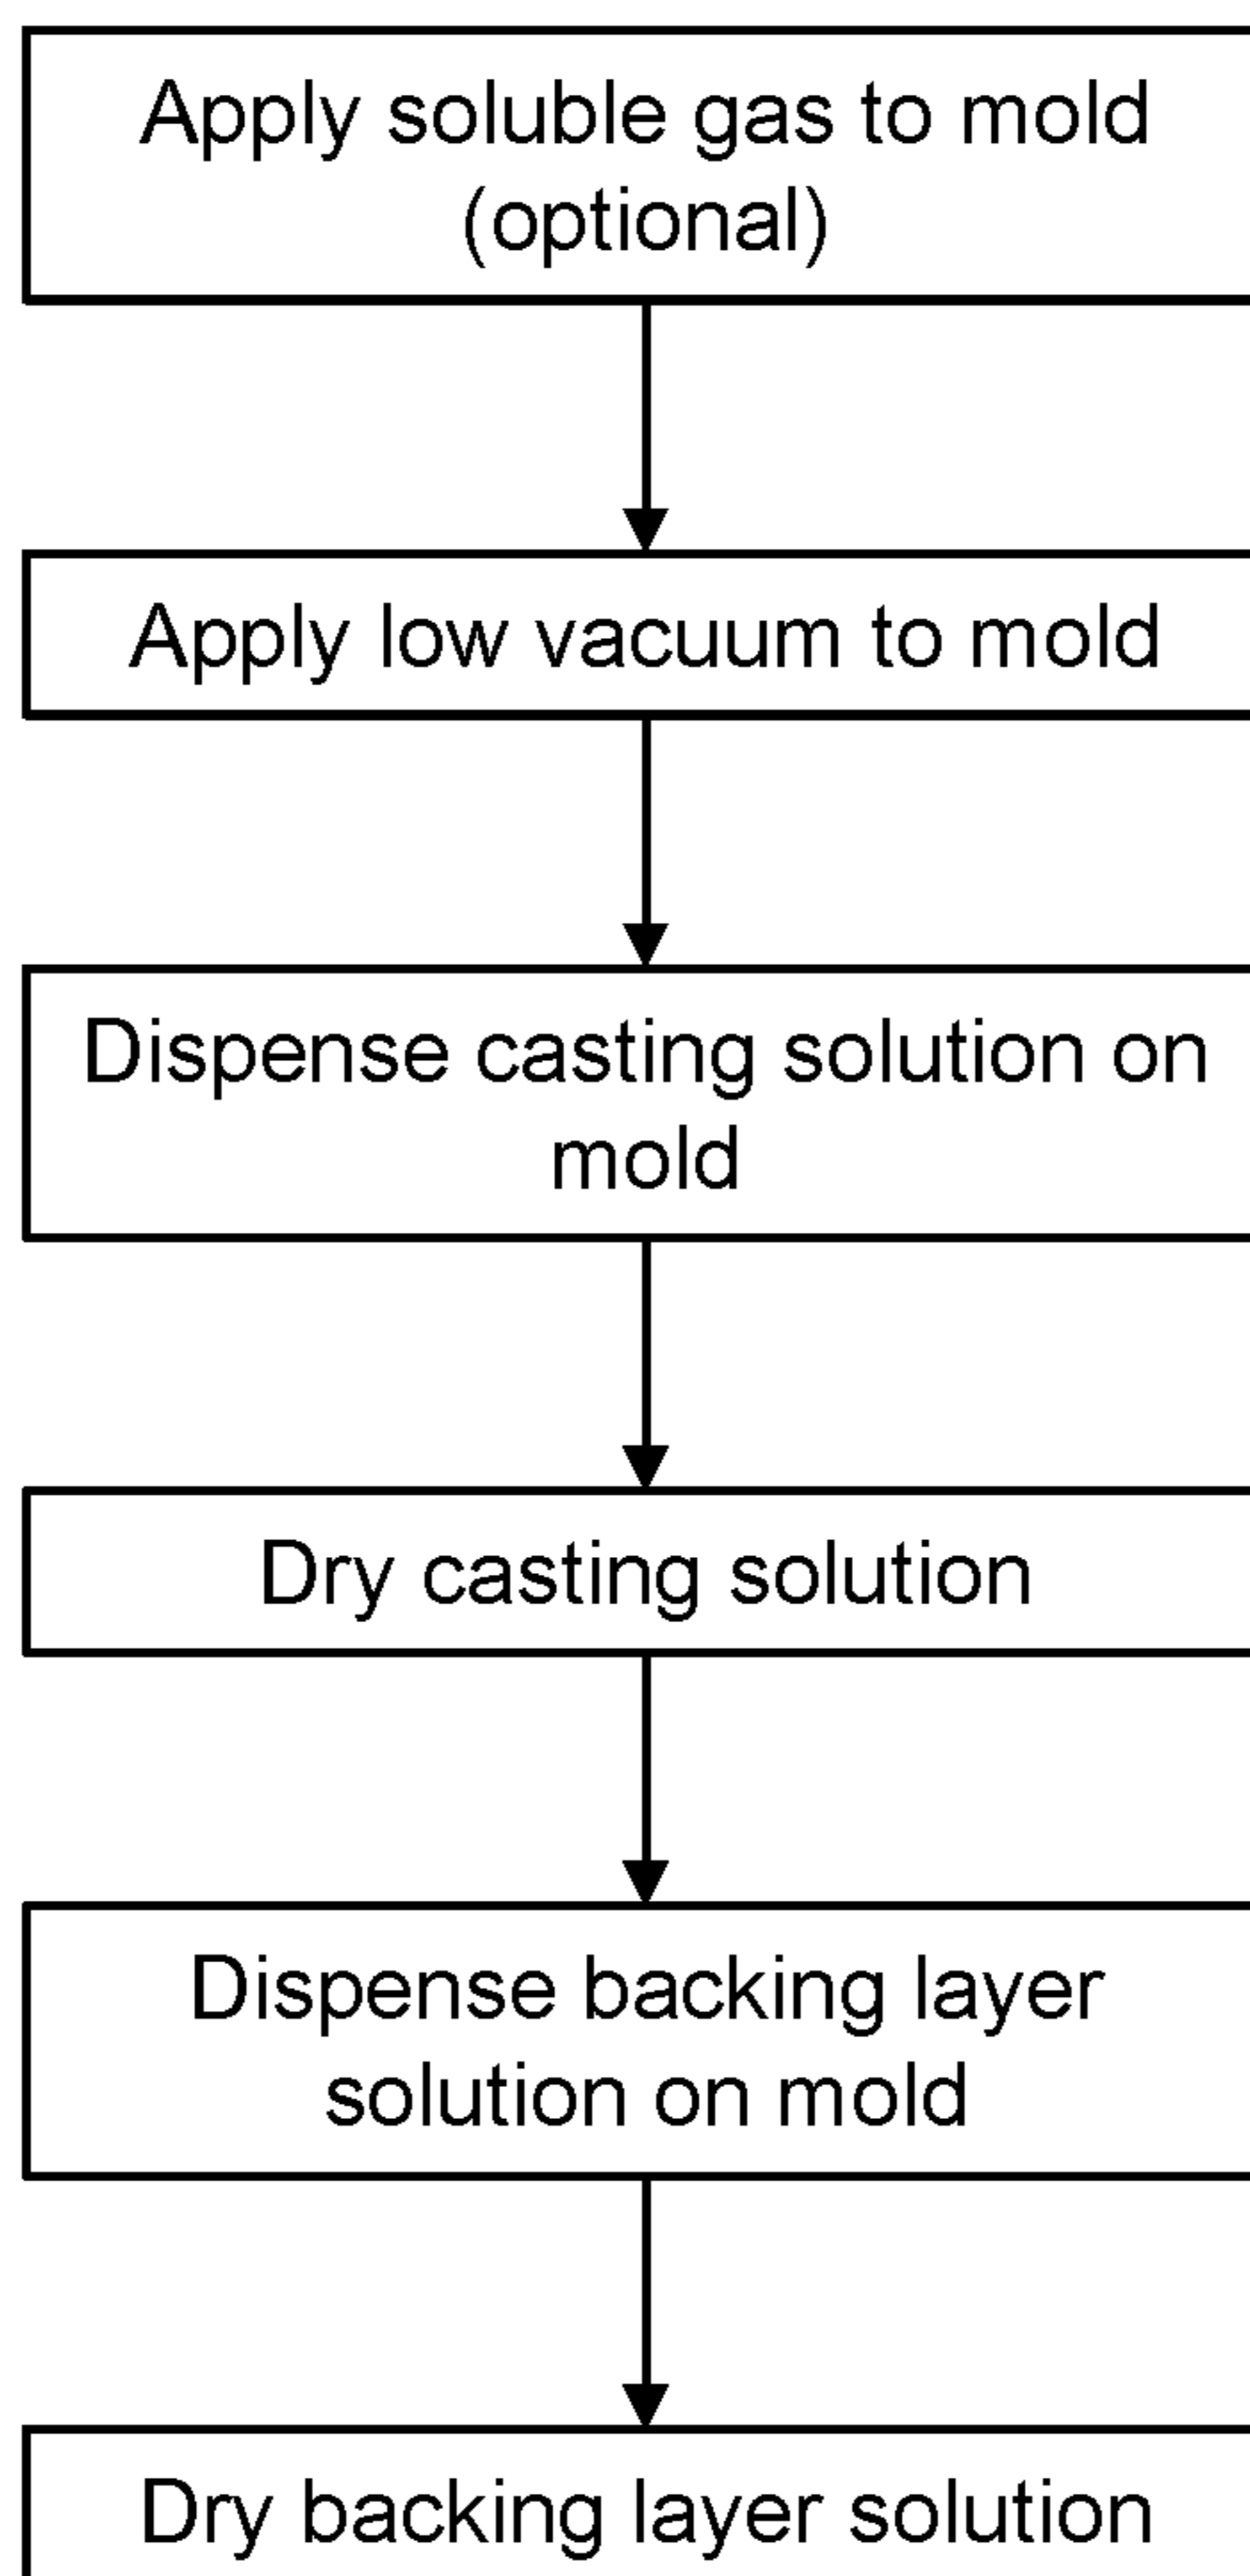 Apply soluble gas to mold
(optional)
Apply low vacuum to mold
Dispense casting solution on
mold
Dry casting solution
Dispense backing layer
solution on mold
Dry backing layer solution